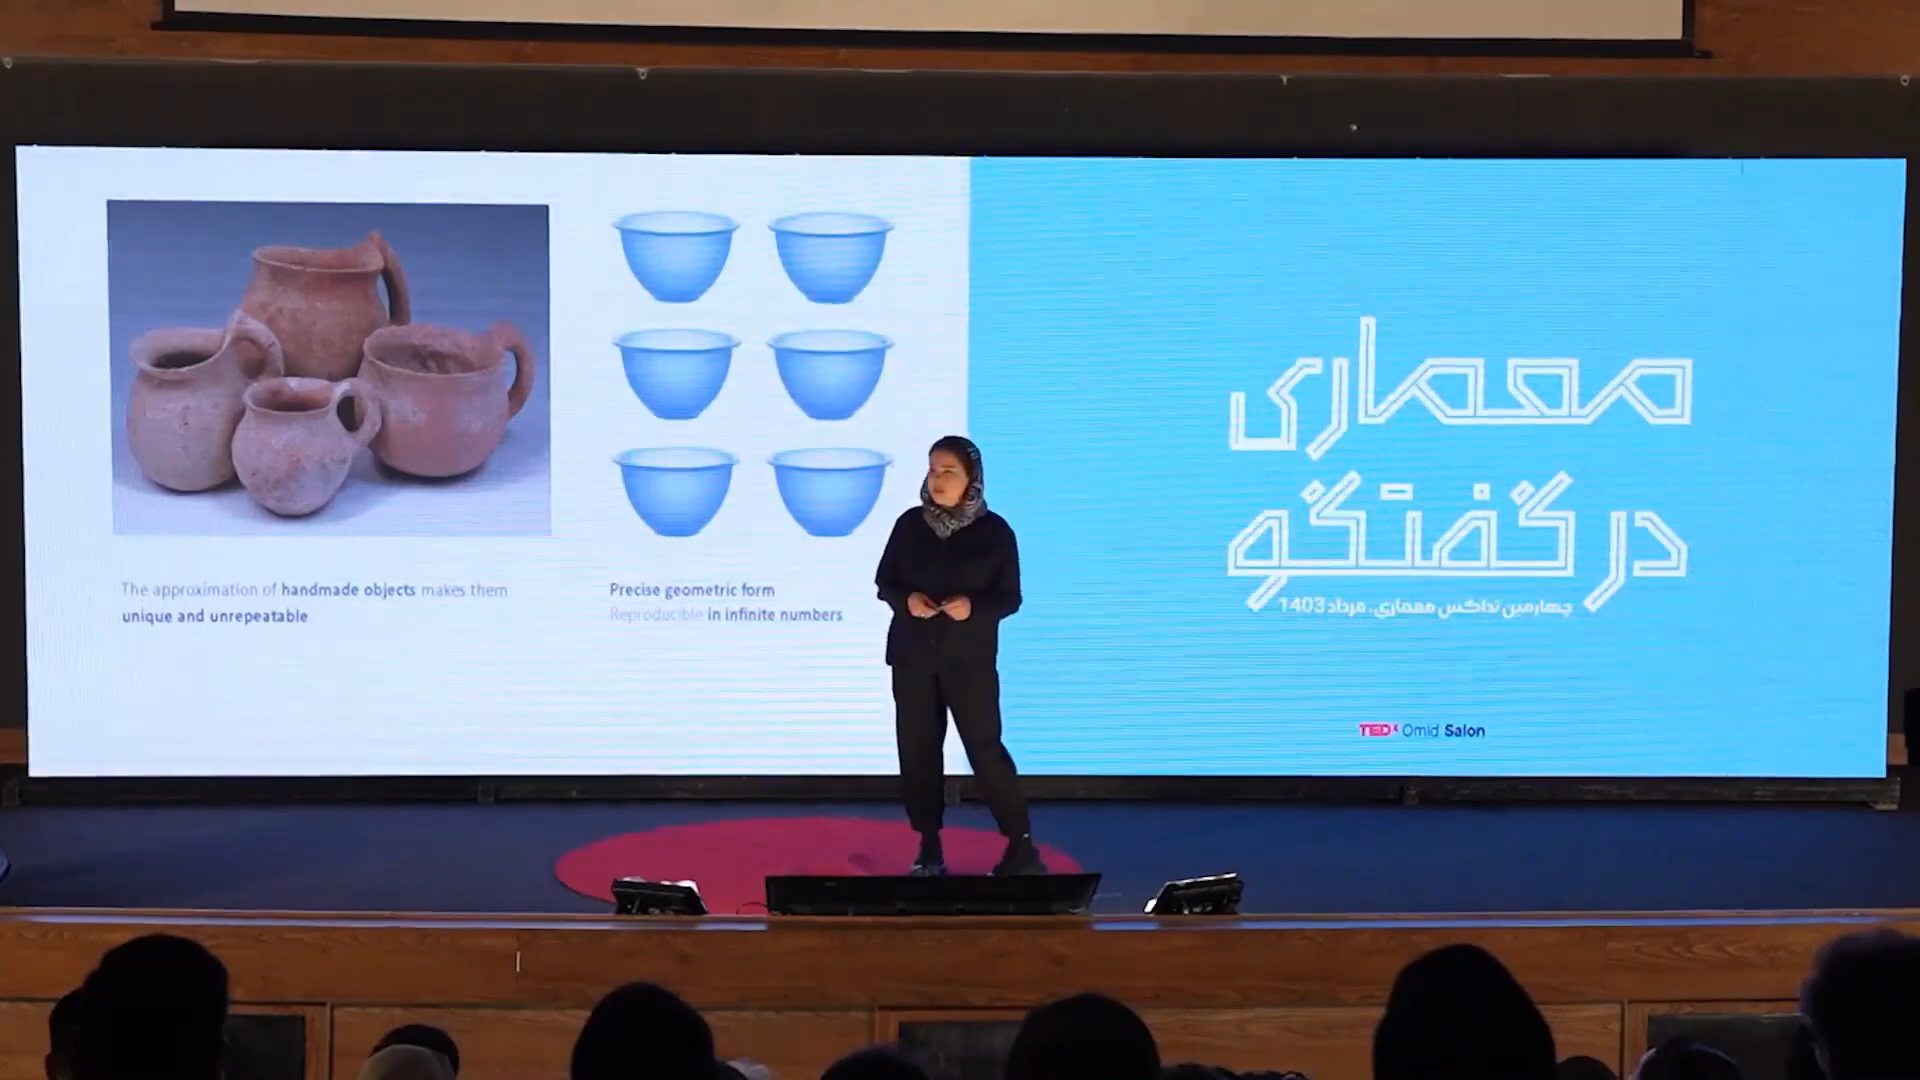 The approximation of handmade objects makes them
unique and unrepeatable
Precise geometric form
Reproducible in infinite numbers
معماری
در گفتگو
چهارمین تداکس معماری. مرداد 1403
TEDx Omid Salon